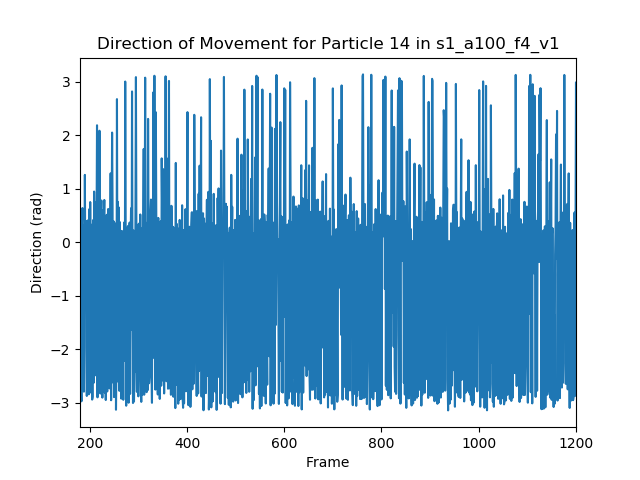 Direction of Movement for Particle 14 in s1_a100_f4_v1
Direction (rad)
3
2
1
0
−1
−2
−3
200 400 600 800 1000 1200
Frame